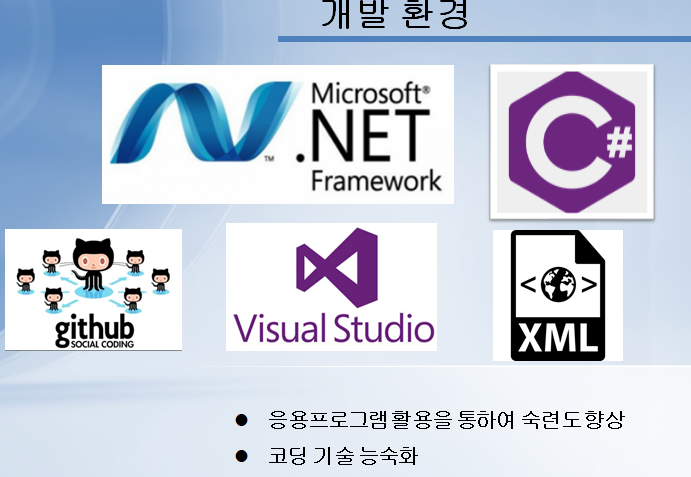 개발 환경
Microsoft®
.NET
™
Framework
C#
github
SOCIAL CODING
Visual Studio
< >
XML
● 응용프로그램 활용을 통하여 숙련도 향상
● 코딩 기술 능숙화